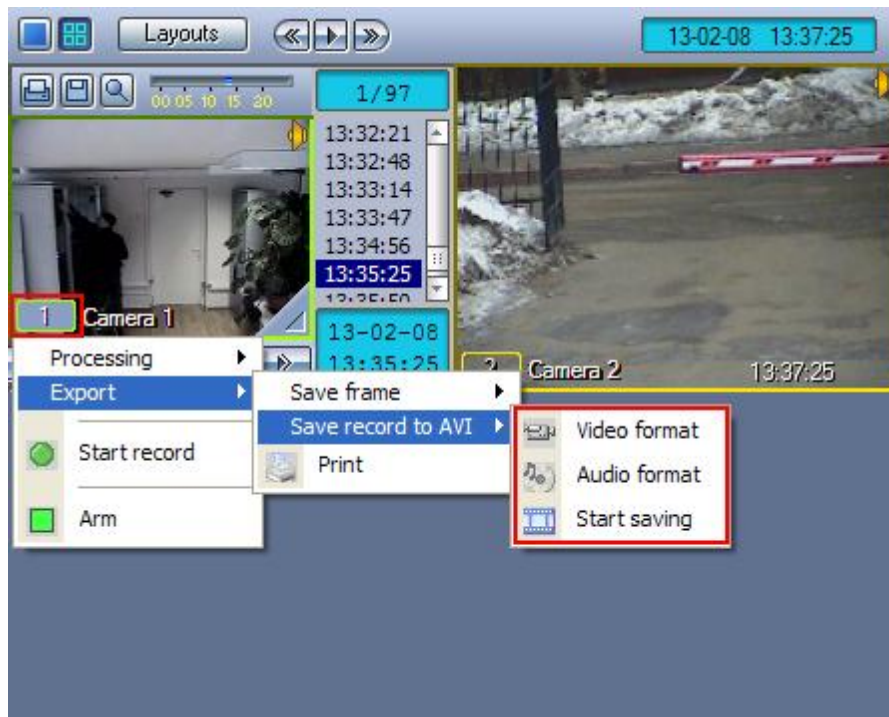 Layouts
13-02-08 13:37:25
00 05 10 15 20
1/97
13:32:21
13:32:48
13:33:14
13:33:47
13:34:56
13:35:25
13:35:50
1 Camera 1
13-02-08
13:35:25
2 Camera 2 13:37:25
Processing
Export
Start record
Arm
Save frame
Save record to AVI
Print
Video format
Audio format
Start saving